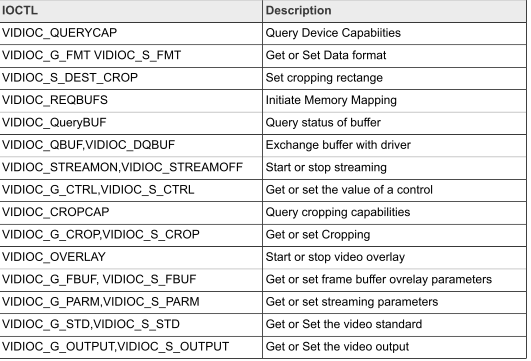 IOCTL Description
VIDIOC_QUERYCAP Query Device Capabiities
VIDIOC_G_FMT VIDIOC_S_FMT Get or Set Data format
VIDIOC_S_DEST_CROP Set cropping rectange
VIDIOC_REQBUFS Initiate Memory Mapping
VIDIOC_QueryBUF Query status of buffer
VIDIOC_QBUF,VIDIOC_DQBUF Exchange buffer with driver
VIDIOC_STREAMON,VIDIOC_STREAMOFF Start or stop streaming
VIDIOC_G_CTRL,VIDIOC_S_CTRL Get or set the value of a control
VIDIOC_CROPCAP Query cropping capabilities
VIDIOC_G_CROP,VIDIOC_S_CROP Get or set Cropping
VIDIOC_OVERLAY Start or stop video overlay
VIDIOC_G_FBUF, VIDIOC_S_FBUF Get or set frame buffer ovrelay parameters
VIDIOC_G_PARM,VIDIOC_S_PARM Get or set streaming parameters
VIDIOC_G_STD,VIDIOC_S_STD Get or Set the video standard
VIDIOC_G_OUTPUT,VIDIOC_S_OUTPUT Get or Set the video output